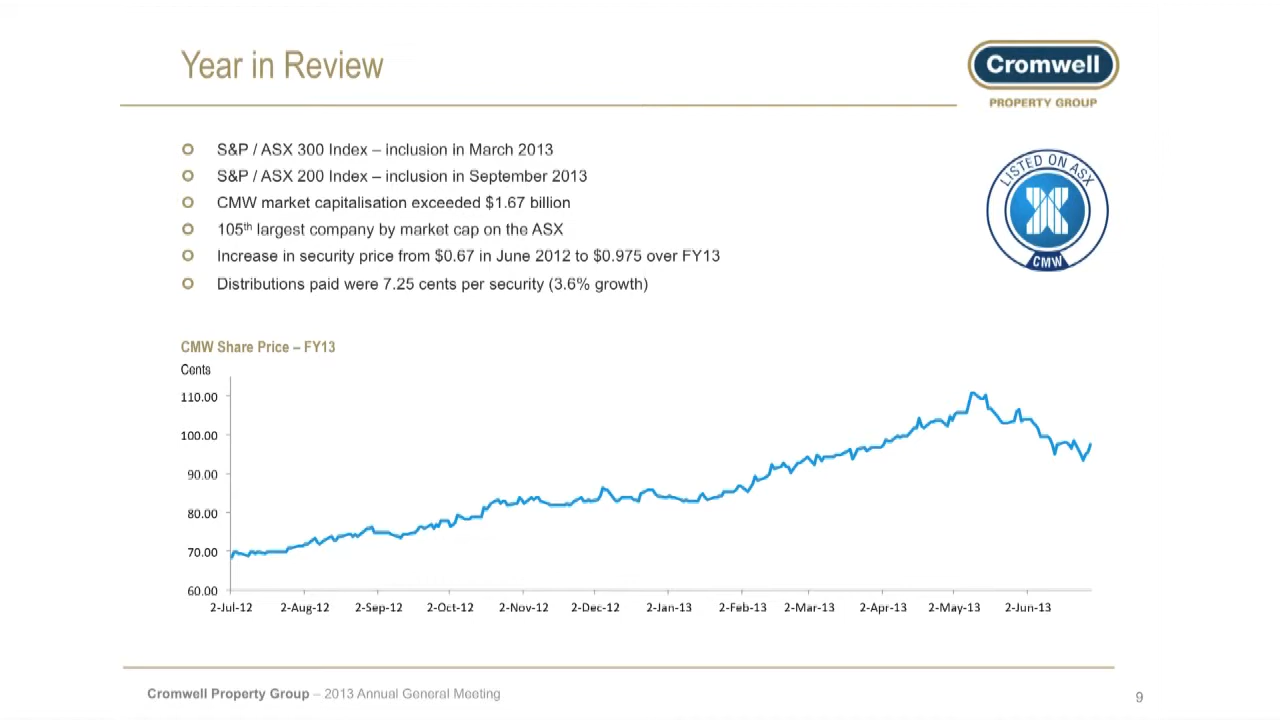 Year in Review
Cromwell
PROPERTY GROUP
S&P / ASX 300 Index – inclusion in March 2013
S&P / ASX 200 Index – inclusion in September 2013
CMW market capitalisation exceeded $1.67 billion
105th largest company by market cap on the ASX
Increase in security price from $0.67 in June 2012 to $0.975 over FY13
Distributions paid were 7.25 cents per security (3.6% growth)
LISTED ON ASX
CMW
CMW Share Price – FY13
Cents
110.00
100.00
90.00
80.00
70.00
60.00
2-Jul-12 2-Aug-12 2-Sep-12 2-Oct-12 2-Nov-12 2-Dec-12 2-Jan-13 2-Feb-13 2-Mar-13 2-Apr-13 2-May-13 2-Jun-13
Cromwell Property Group – 2013 Annual General Meeting
9